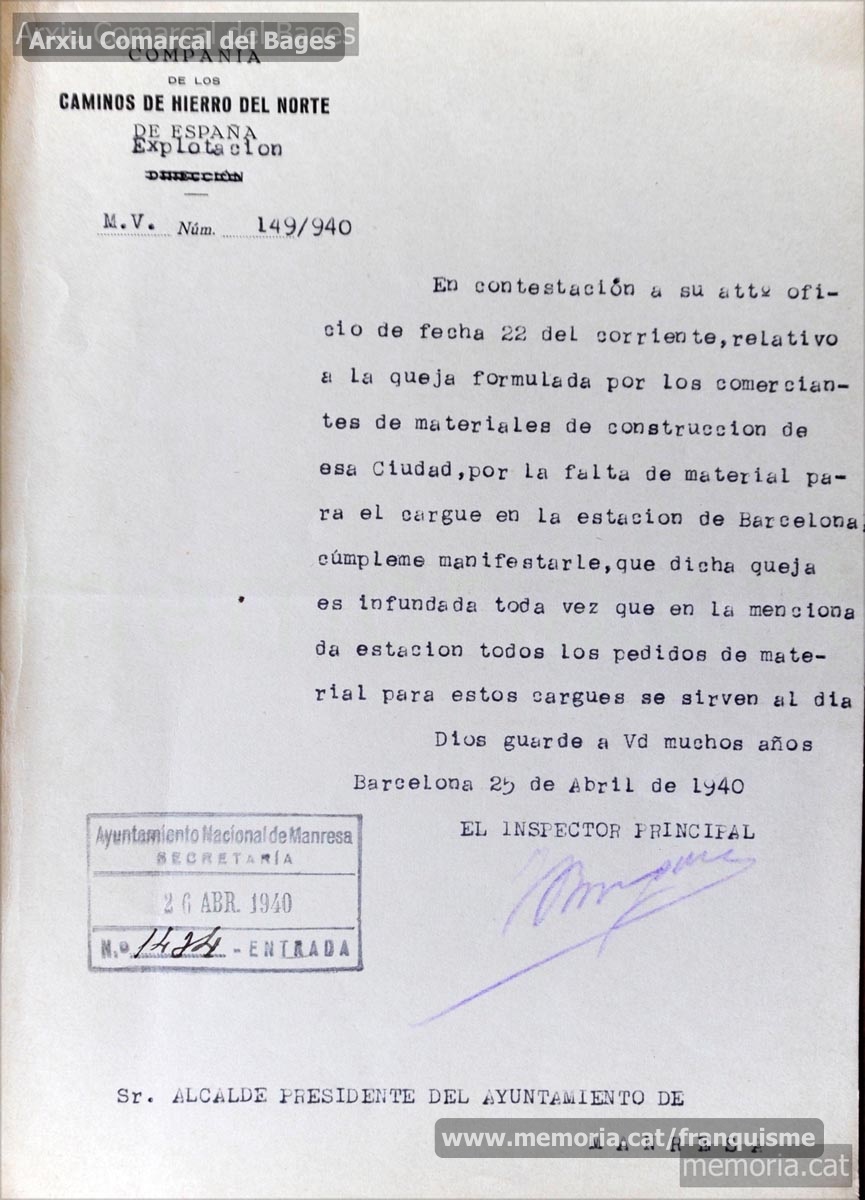 Arxiu Comarcal del Bages
COMPAÑÍA
DE LOS
CAMINOS DE HIERRO DEL NORTE
DE ESPAÑA
Explotacion
DIRECCIÓN
M.V. Núm. 149/940
En contestación a su attº ofi-
cio de fecha 22 del corriente,relativo
a la queja formulada por los comercian-
tes de materiales de construccion de
esa Ciudad,por la falta de material pa-
ra el cargue en la estacion de Barcelona,
cúmpleme manifestarle,que dicha queja
es infundada toda vez que en la menciona
da estacion todos los pedidos de mate-
rial para estos cargues se sirven al dia
Dios guarde a Vd muchos años
Barcelona 25 de Abril de 1940
EL INSPECTOR PRINCIPAL
Ayuntamiento Nacional de Manresa
SECRETARÍA
26 ABR. 1940
N.º 1424 - ENTRADA
Sr. ALCALDE PRESIDENTE DEL AYUNTAMIENTO DE
MANRESA
www.memoria.cat/franquisme
memoria.cat